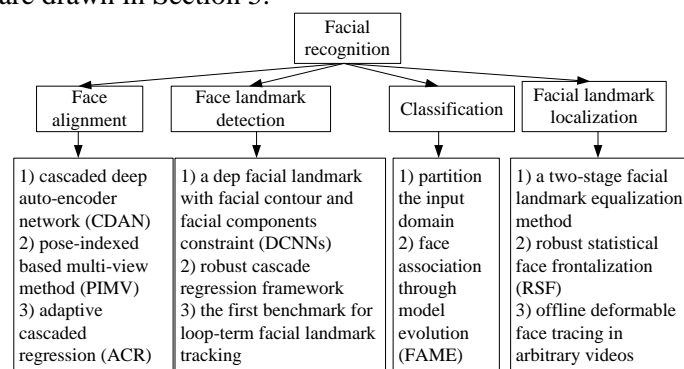 are drawn in Section 5.
Facial
recognition
Face
alignment
Face landmark
detection
Classification
Facial landmark
localization
1) cascaded deep
auto-encoder
network (CDAN)
2) pose-indexed
based multi-view
method (PIMV)
3) adaptive
cascaded
regression (ACR)
1) a dep facial landmark
with facial contour and
facial components
constraint (DCNNs)
2) robust cascade
regression framework
3) the first benchmark for
loop-term facial landmark
tracking
1) partition
the input
domain
2) face
association
through
model
evolution
(FAME)
1) a two-stage facial
landmark equalization
method
2) robust statistical
face frontalization
(RSF)
3) offline deformable
face tracing in
arbitrary videos